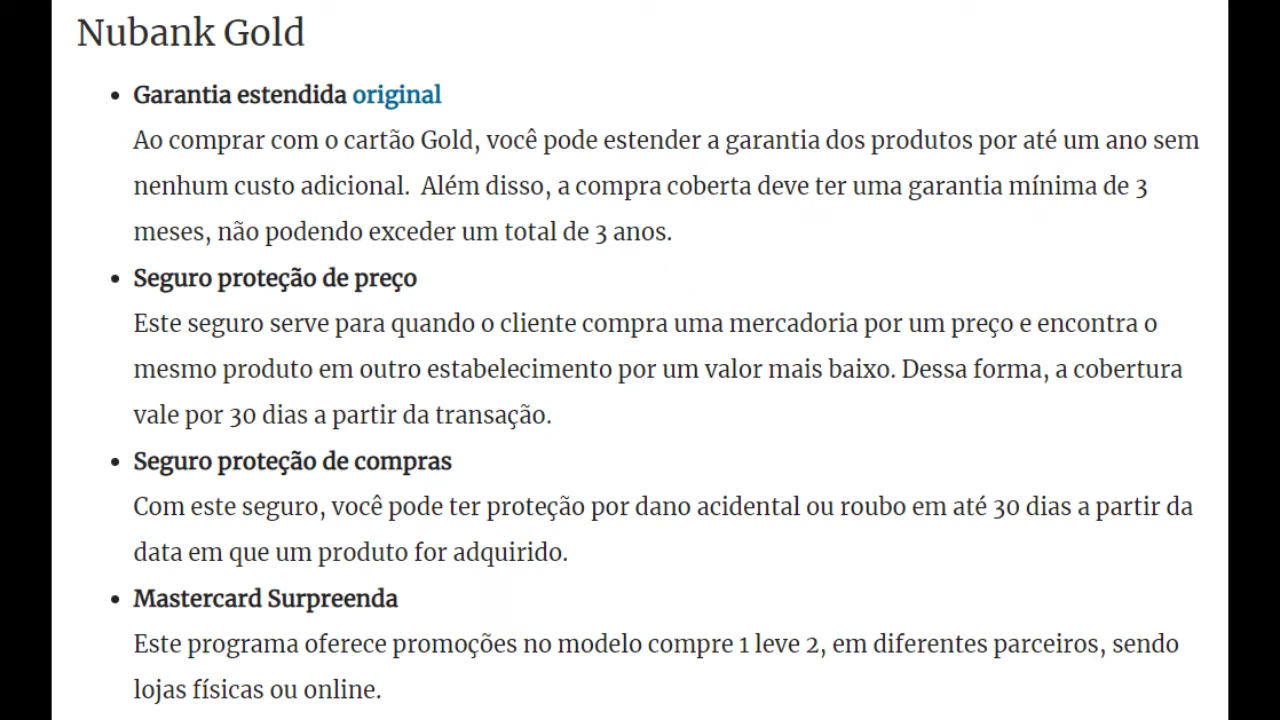 Nubank Gold
• Garantia estendida original
Ao comprar com o cartão Gold, você pode estender a garantia dos produtos por até um ano sem
nenhum custo adicional.  Além disso, a compra coberta deve ter uma garantia mínima de 3
meses, não podendo exceder um total de 3 anos.
• Seguro proteção de preço
Este seguro serve para quando o cliente compra uma mercadoria por um preço e encontra o
mesmo produto em outro estabelecimento por um valor mais baixo. Dessa forma, a cobertura
vale por 30 dias a partir da transação.
• Seguro proteção de compras
Com este seguro, você pode ter proteção por dano acidental ou roubo em até 30 dias a partir da
data em que um produto for adquirido.
• Mastercard Surpreenda
Este programa oferece promoções no modelo compre 1 leve 2, em diferentes parceiros, sendo
lojas físicas ou online.